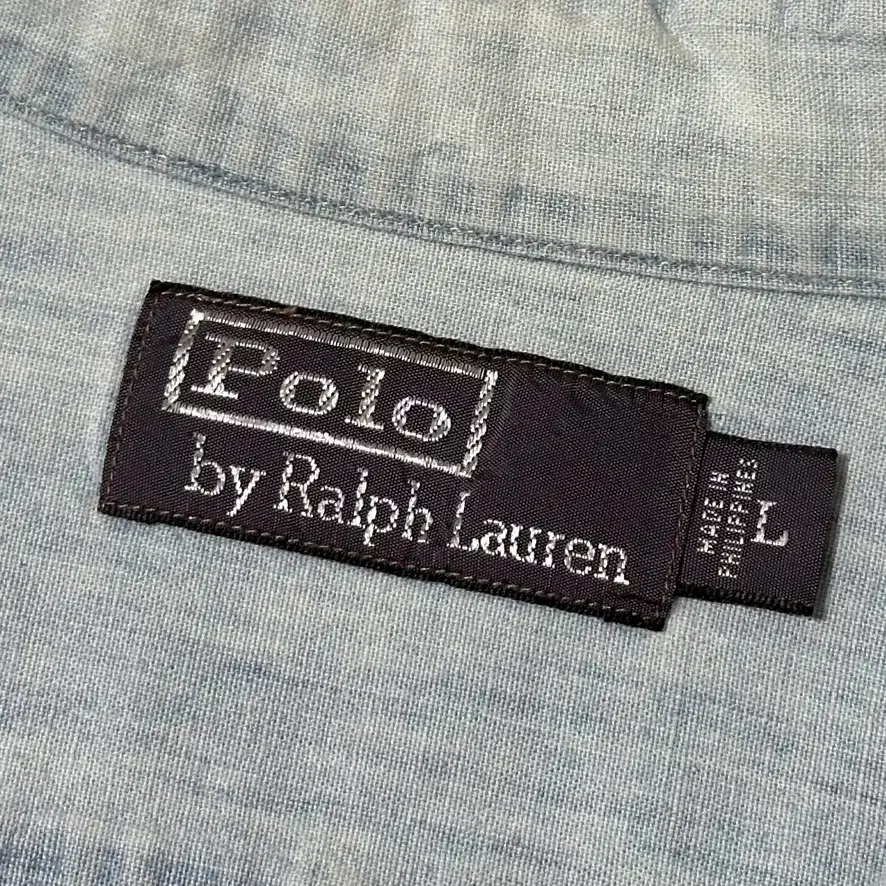 Polo
by Ralph Lauren
MADE IN
PHILIPPINES
L